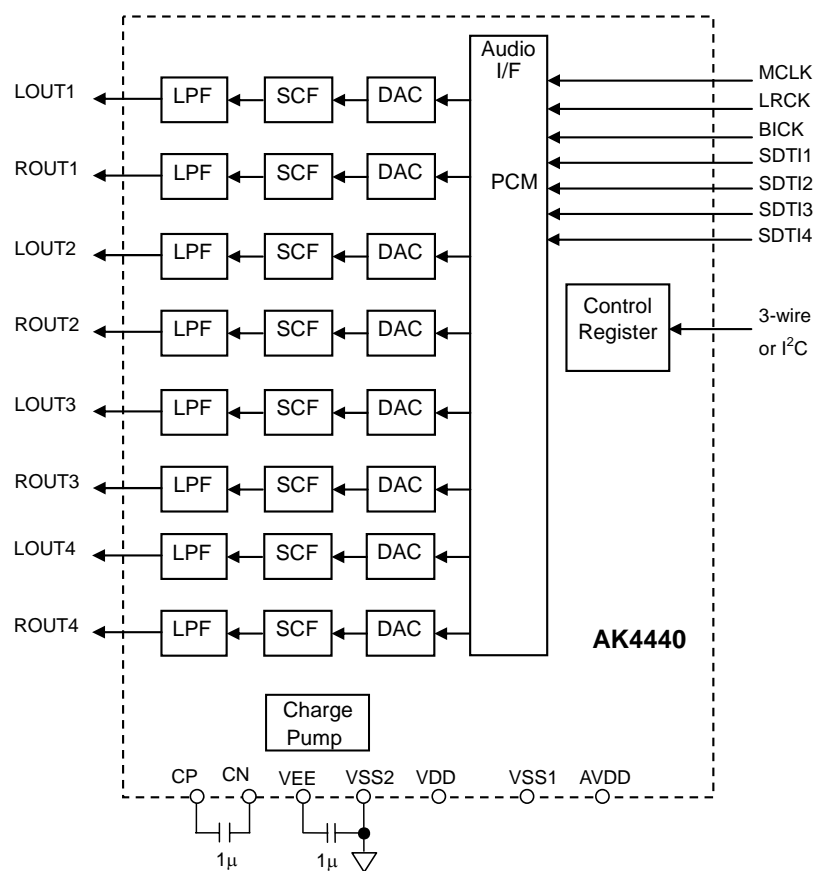 Audio
I/F
MCLK
LOUT1
LPF
SCF
DAC
LRCK
BICK
ROUT1
LPF
SCF
DAC
PCM
SDTI1
SDTI2
SDTI3
SDTI4
LOUT2
LPF
SCF
DAC
ROUT2
LPF
SCF
DAC
Control
Register
3-wire
or I²C
LOUT3
LPF
SCF
DAC
ROUT3
LPF
SCF
DAC
LOUT4
LPF
SCF
DAC
ROUT4
LPF
SCF
DAC
AK4440
Charge
Pump
CP
CN
VEE
VSS2
VDD
VSS1
AVDD
1μ
1μ